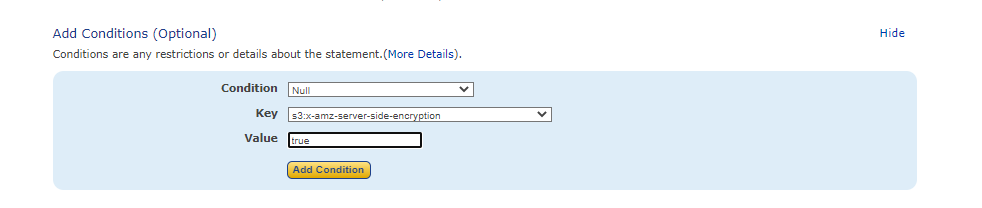 Add Conditions (Optional)
Hide
Conditions are any restrictions or details about the statement.(More Details).
Condition Null
Key s3:x-amz-server-side-encryption
Value true
Add Condition